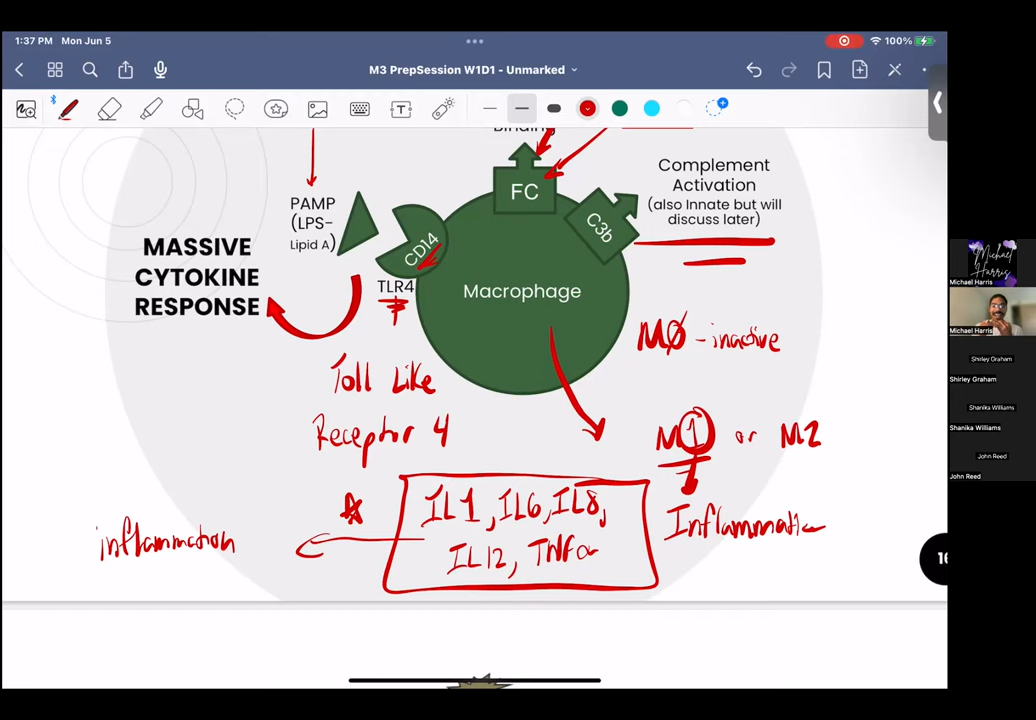 1:37 PM Mon Jun 5
100%
M3 PrepSession W1D1 - Unmarked
T
Binding
FC
Complement
Activation
(also Innate but will
discuss later)
C3b
PAMP
(LPS-
Lipid A)
CD14
TLR4
MASSIVE
CYTOKINE
RESPONSE
Macrophage
MØ - inactive
Toll Like
Receptor 4
M1 or M2
IL1, IL6, IL8,
IL12, TNFα
Inflammation
inflammation
16
Michael
Harris
Michael Harris
Michael Harris
Shirley Graham
Shirley Graham
Shanika Williams
Shanika Williams
John Reed
John Reed